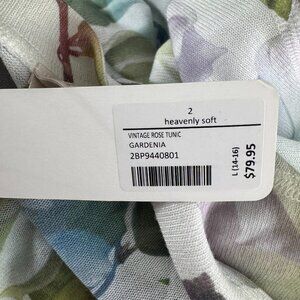 2
heavenly soft
VINTAGE ROSE TUNIC
GARDENIA
2BP9440801
L (14-16)
$79.95